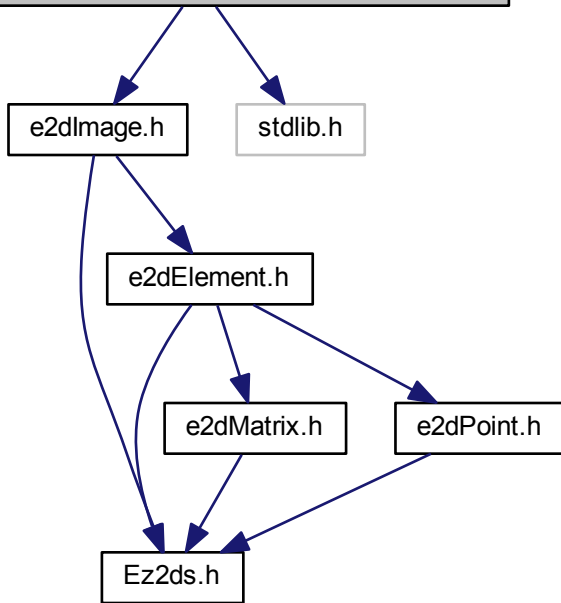 e2dImage.h
stdlib.h
e2dElement.h
e2dMatrix.h
e2dPoint.h
Ez2ds.h